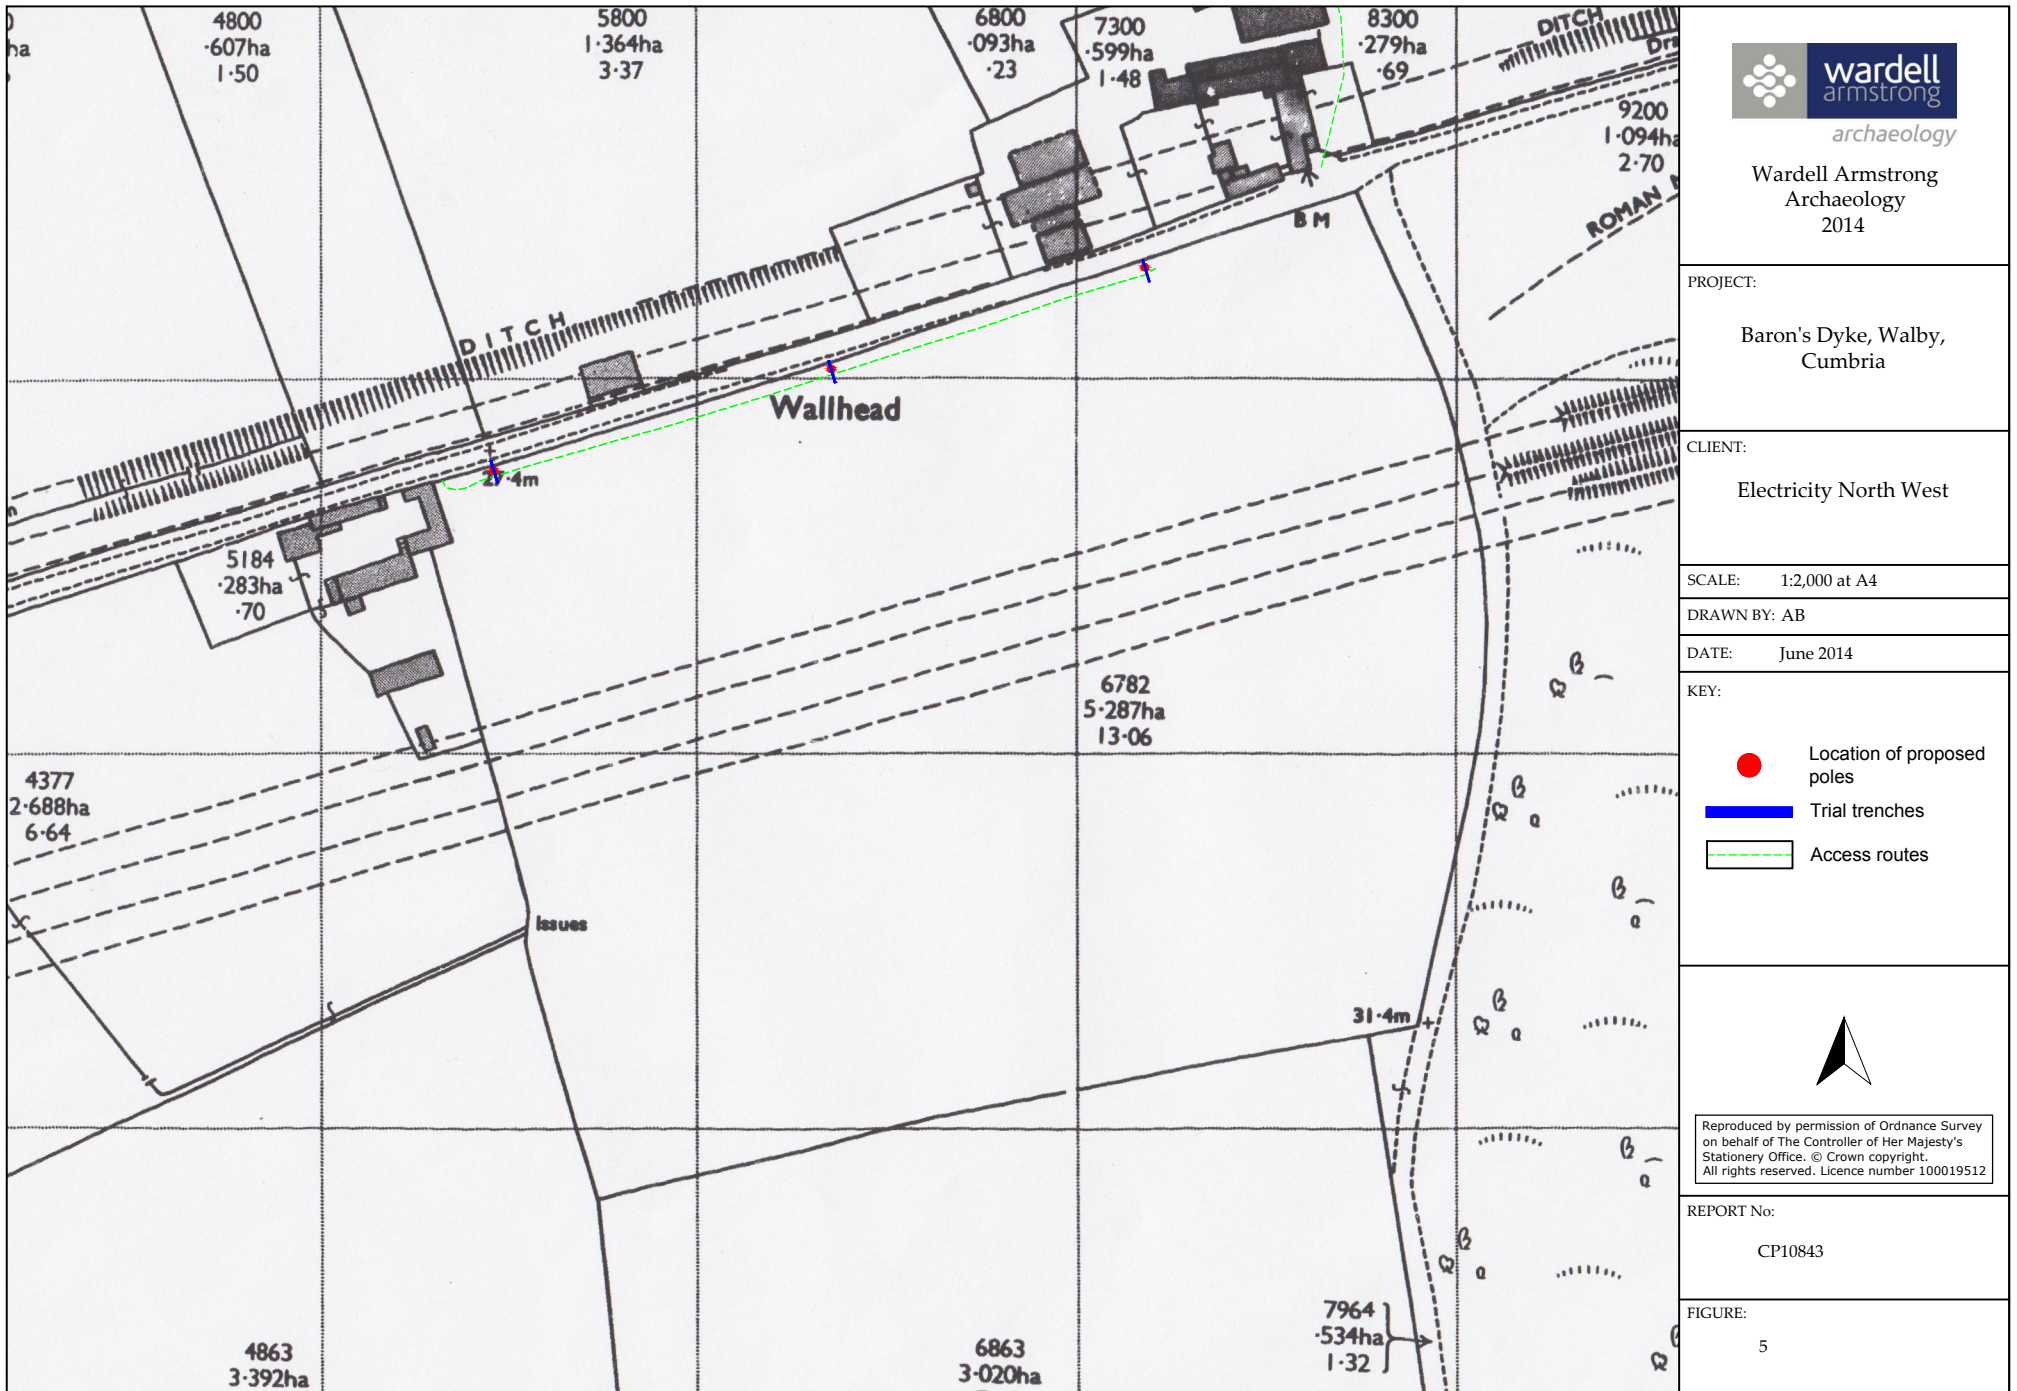 4800
·607ha
1·50
5800
1·364ha
3·37
6800
·093ha
·23
7300
·599ha
1·48
8300
·279ha
·69
DITCH
9200
1·094ha
2·70
ROMAN
BM
DITCH
Wallhead
27·4m
5184
·283ha
·70
6782
5·287ha
13·06
4377
2·688ha
6·64
Issues
31·4m
7964
·534ha
1·32
4863
3·392ha
6863
3·020ha
wardell
armstrong
archaeology
Wardell Armstrong
Archaeology
2014
PROJECT:
Baron's Dyke, Walby,
Cumbria
CLIENT:
Electricity North West
SCALE: 1:2,000 at A4
DRAWN BY: AB
DATE: June 2014
KEY:
Location of proposed
poles
Trial trenches
Access routes
Reproduced by permission of Ordnance Survey
on behalf of The Controller of Her Majesty's
Stationery Office. © Crown copyright.
All rights reserved. Licence number 100019512
REPORT No:
CP10843
FIGURE:
5